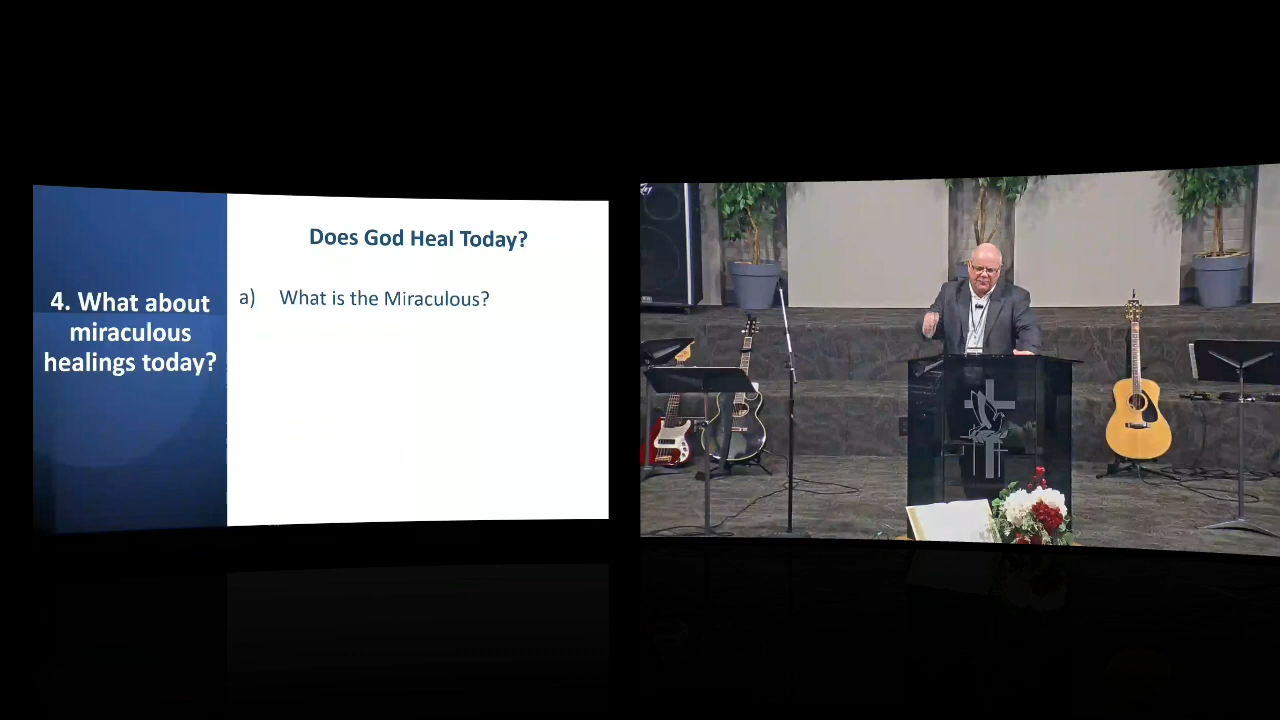 4. What about
miraculous
healings today?
Does God Heal Today?
a) What is the Miraculous?